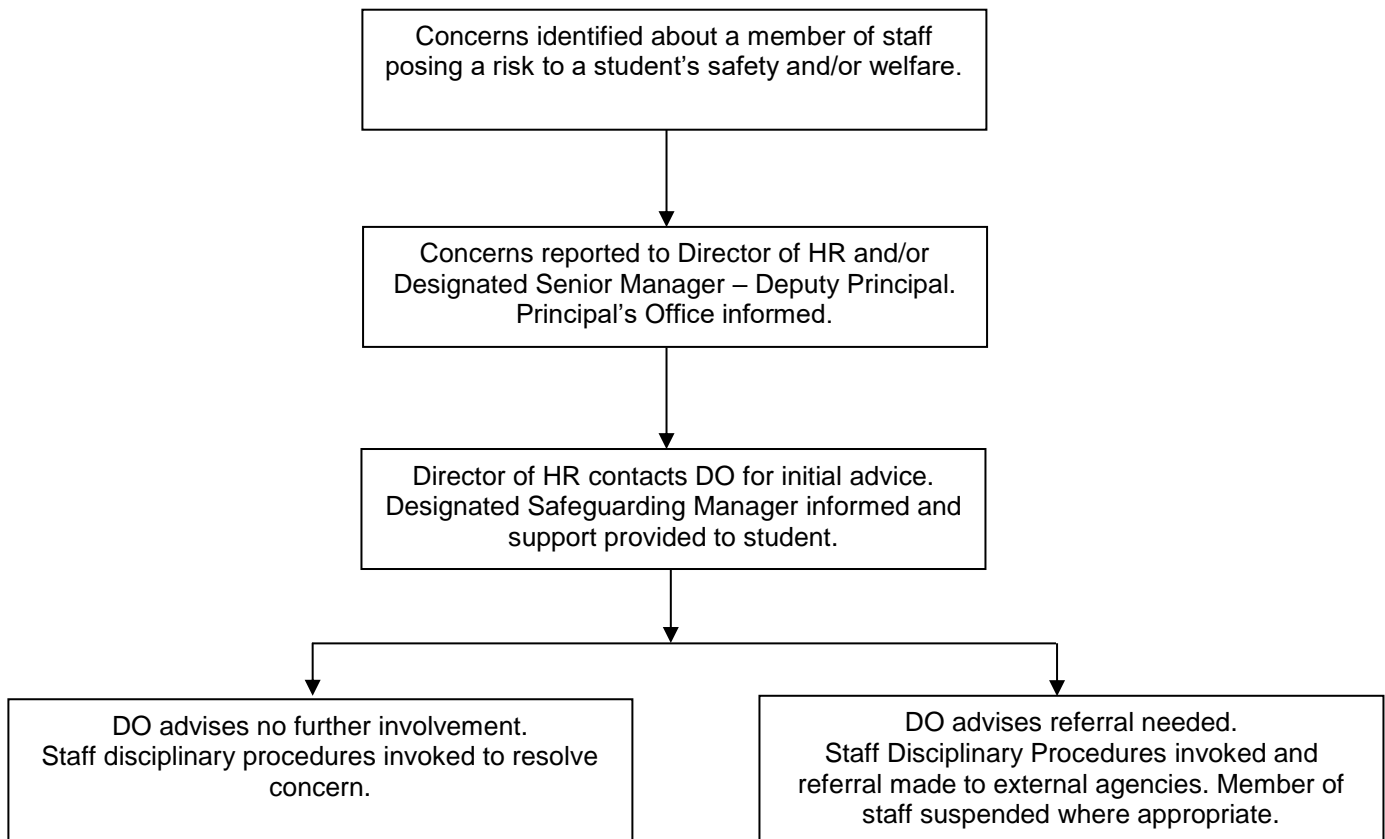 Concerns identified about a member of staff
posing a risk to a student’s safety and/or welfare.
Concerns reported to Director of HR and/or
Designated Senior Manager – Deputy Principal.
Principal’s Office informed.
Director of HR contacts DO for initial advice.
Designated Safeguarding Manager informed and
support provided to student.
DO advises no further involvement.
Staff disciplinary procedures invoked to resolve
concern.
DO advises referral needed.
Staff Disciplinary Procedures invoked and
referral made to external agencies. Member of
staff suspended where appropriate.